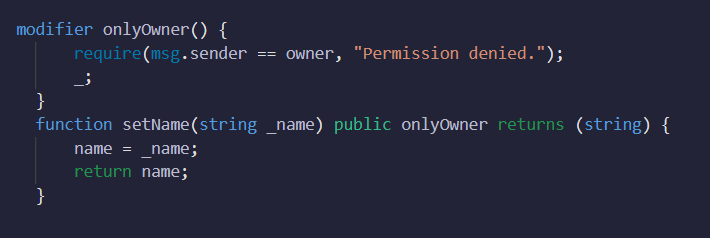 modifier onlyOwner() {
require(msg.sender == owner, "Permission denied.");
_;
}
function setName(string _name) public onlyOwner returns (string) {
name = _name;
return name;
}